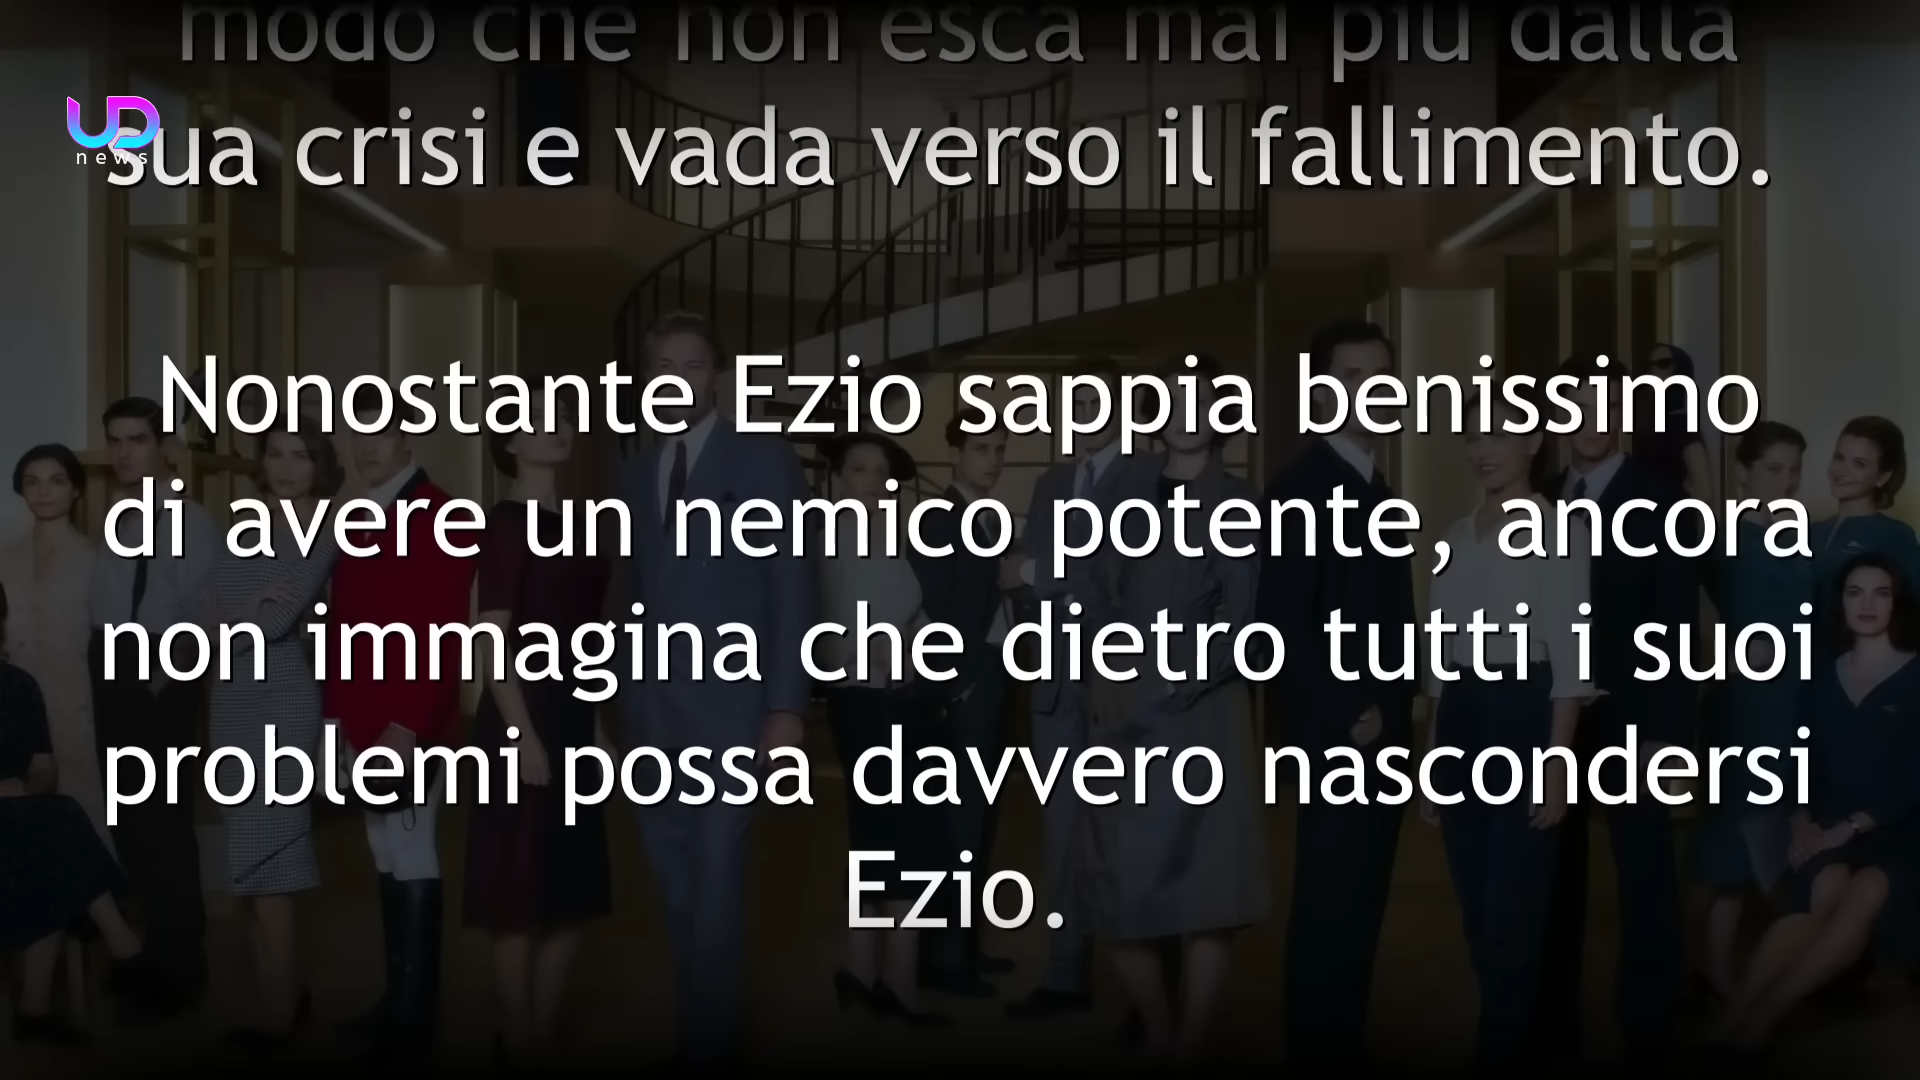 modo che non esca mai più dalla
UD
news
sua crisi e vada verso il fallimento.
Nonostante Ezio sappia benissimo
di avere un nemico potente, ancora
non immagina che dietro tutti i suoi
problemi possa davvero nascondersi
Ezio.